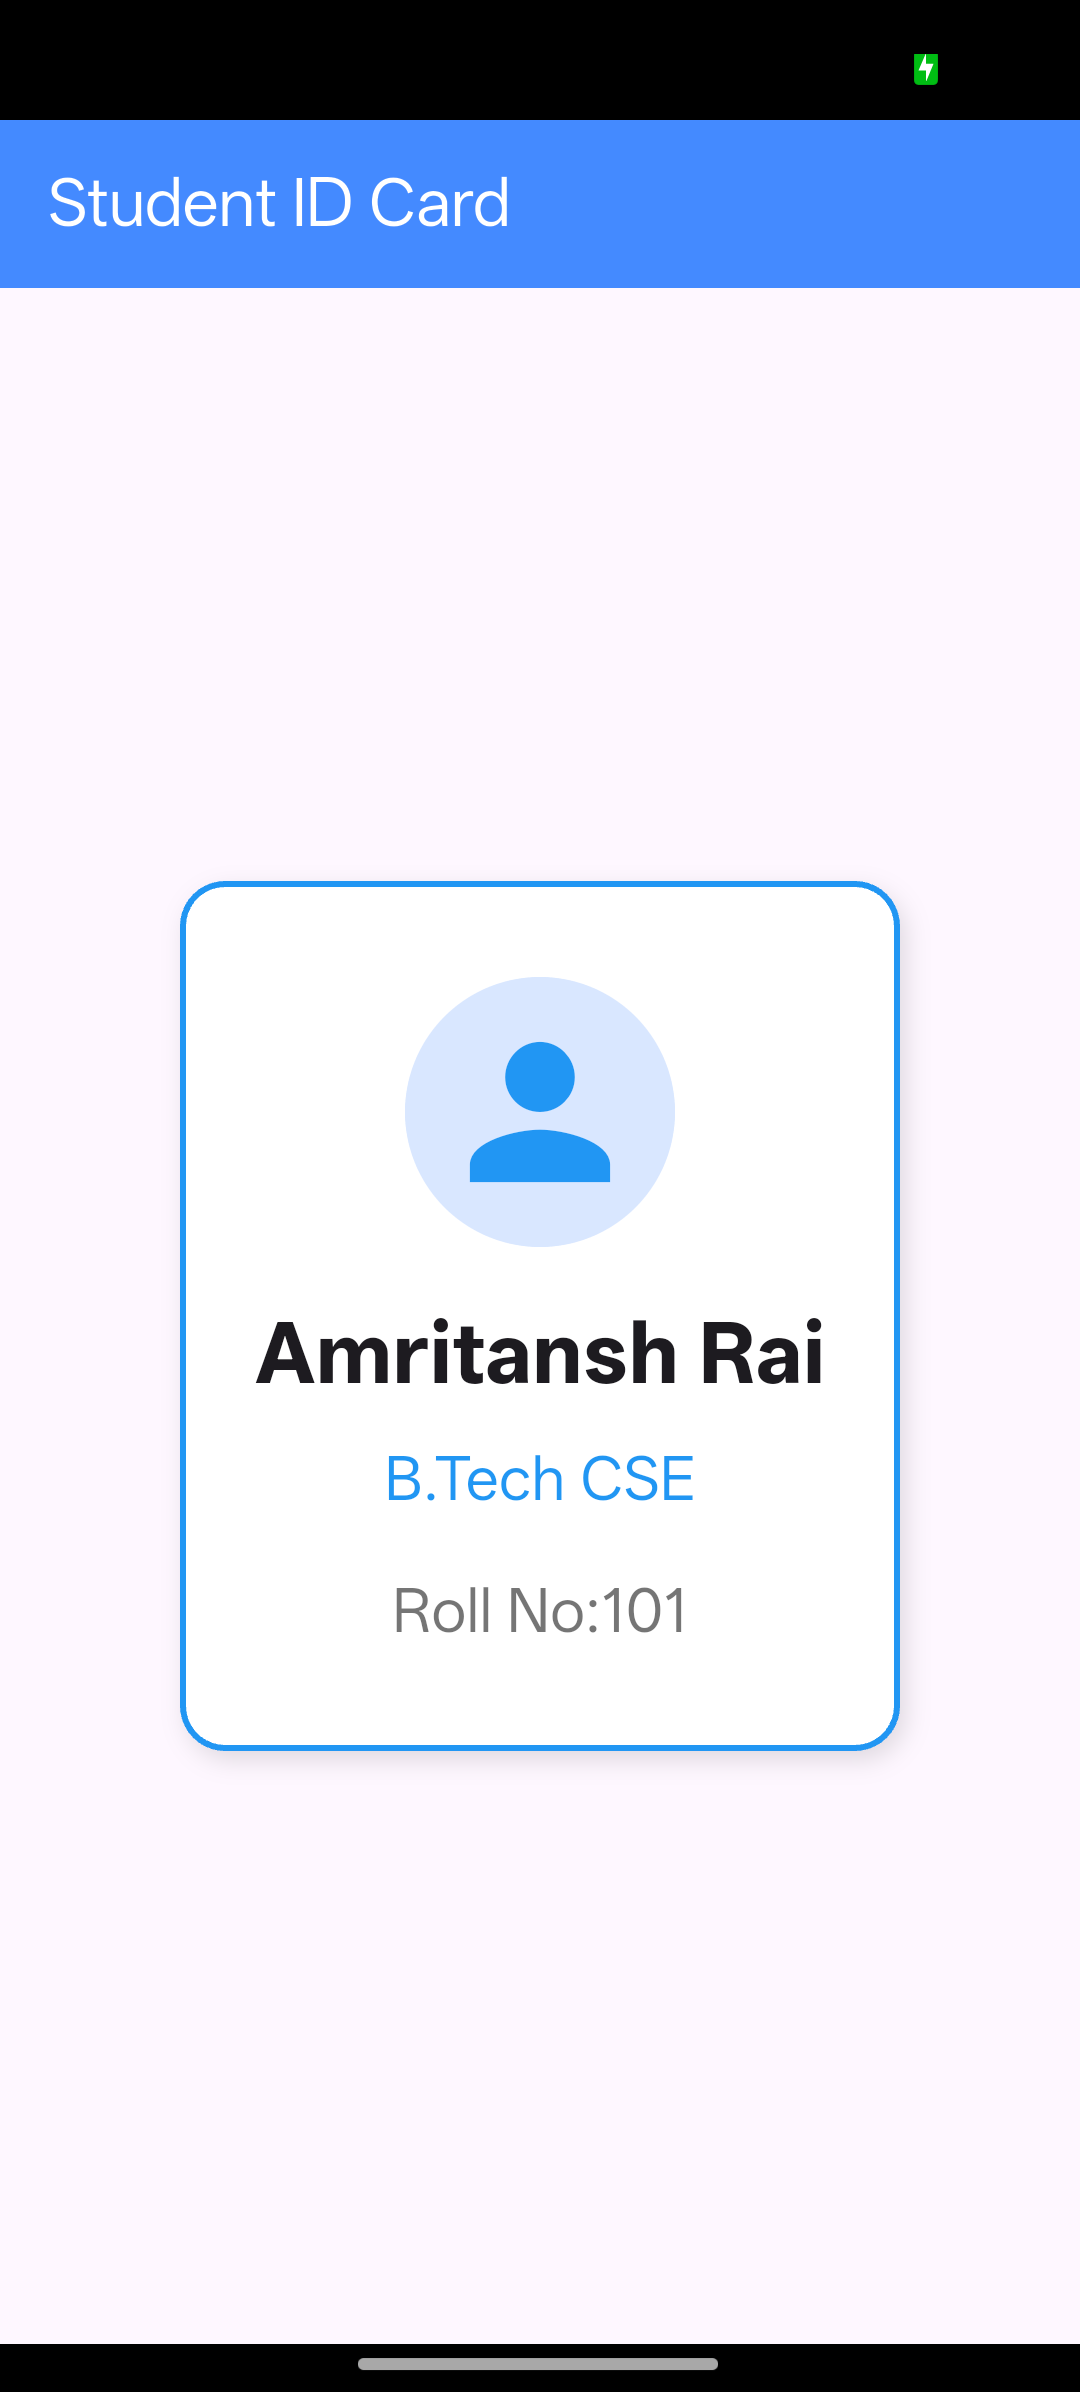 Student ID Card
Amritansh Rai
B.Tech CSE
Roll No:101